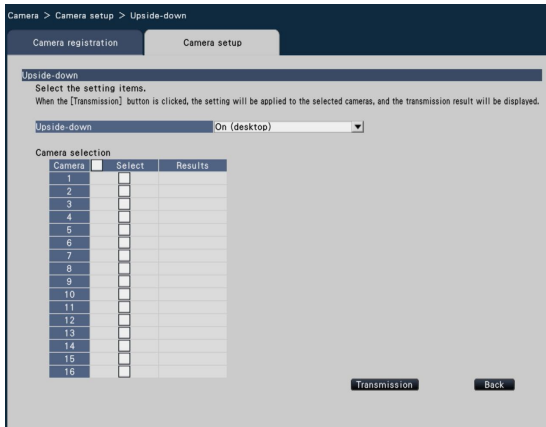 Camera > Camera setup > Upside-down
Camera registration Camera setup
Upside-down
Select the setting items.
When the [Transmission] button is clicked, the setting will be applied to the selected cameras, and the transmission result will be displayed.
Upside-down On (desktop)
Camera selection
Camera Select Results
1
2
3
4
5
6
7
8
9
10
11
12
13
14
15
16
Transmission Back